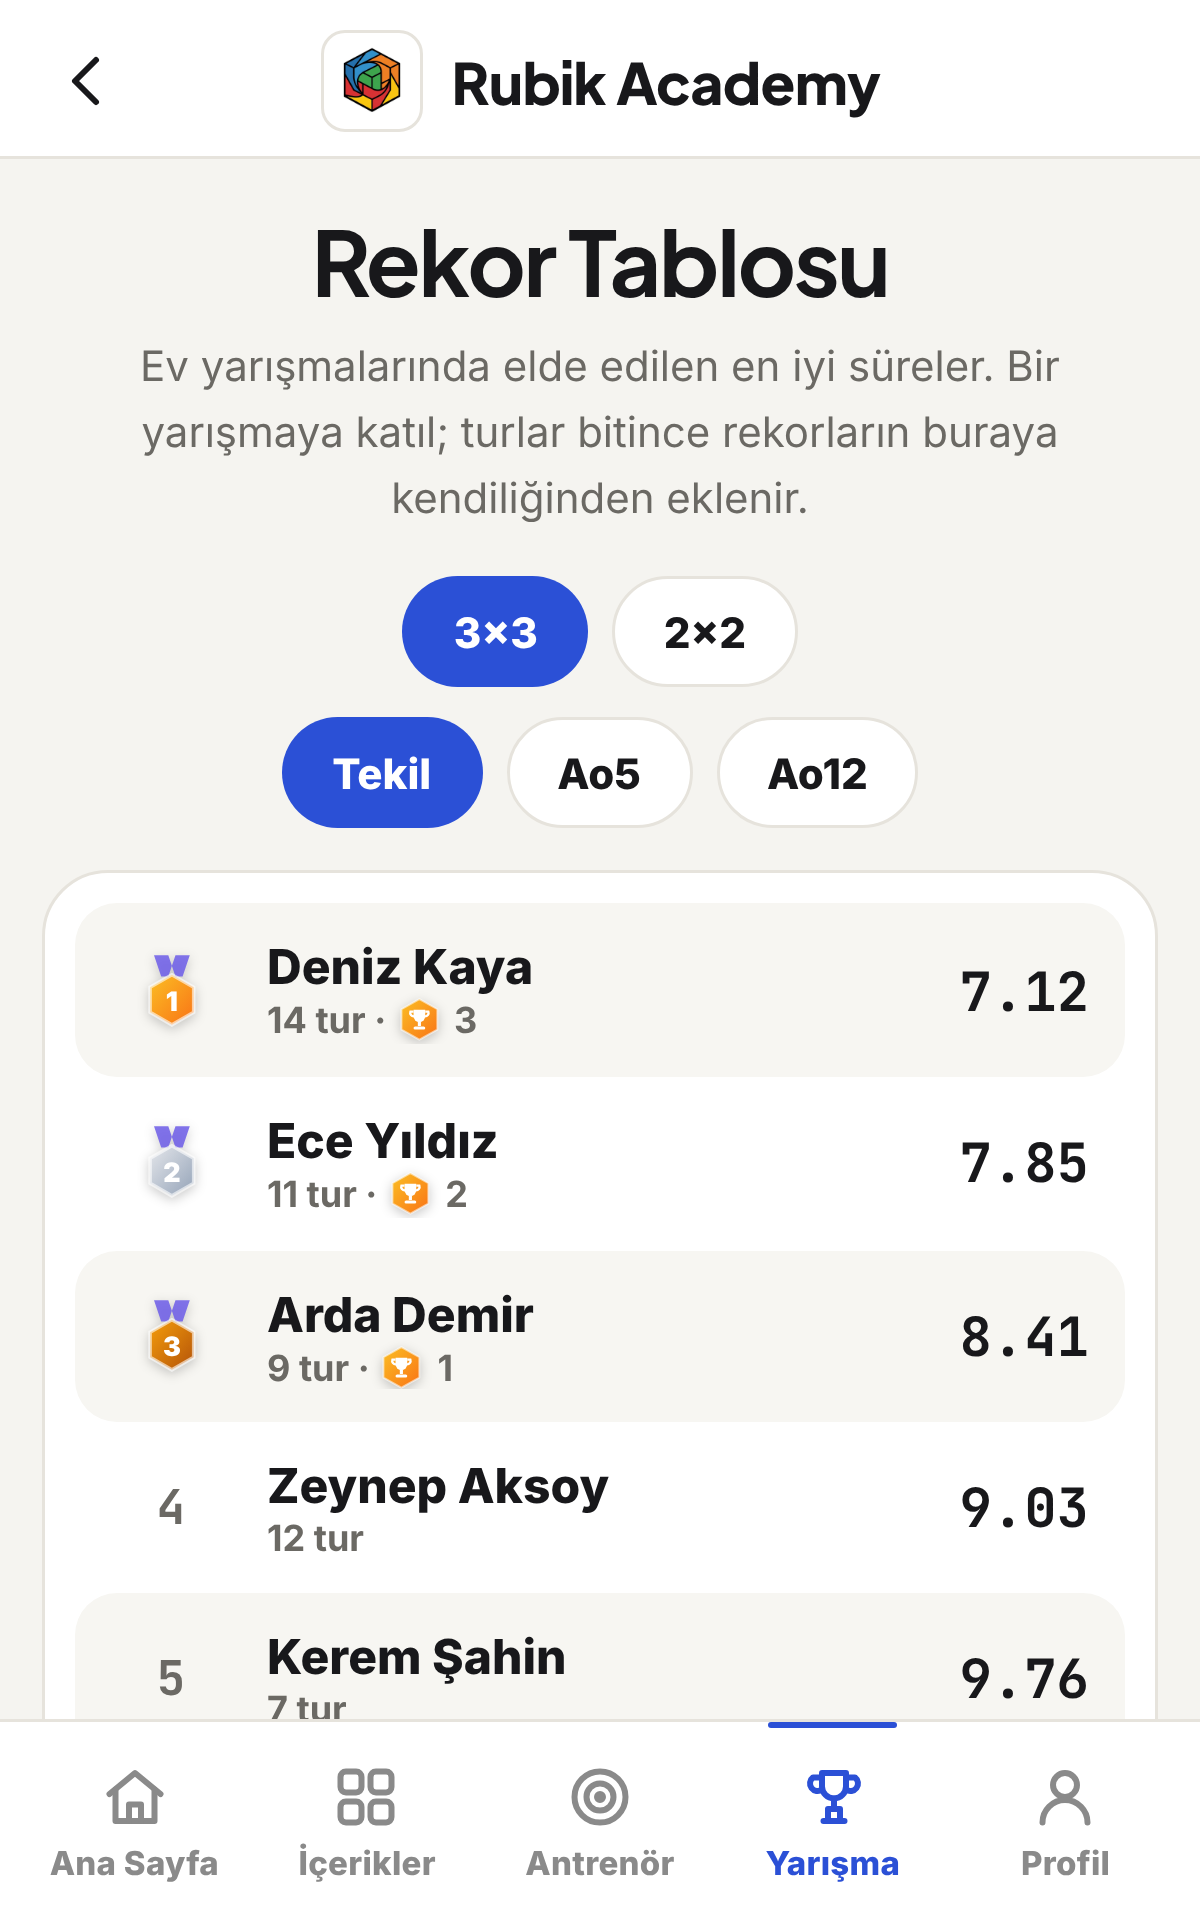 Rubik Academy
Rekor Tablosu
Ev yarışmalarında elde edilen en iyi süreler. Bir
yarışmaya katıl; turlar bitince rekorların buraya
kendiliğinden eklenir.
3×3 2×2
Tekil Ao5 Ao12
1 Deniz Kaya 7.12
14 tur · 3
2 Ece Yıldız 7.85
11 tur · 2
3 Arda Demir 8.41
9 tur · 1
4 Zeynep Aksoy 9.03
12 tur
5 Kerem Şahin 9.76
7 tur
Ana Sayfa İçerikler Antrenör Yarışma Profil